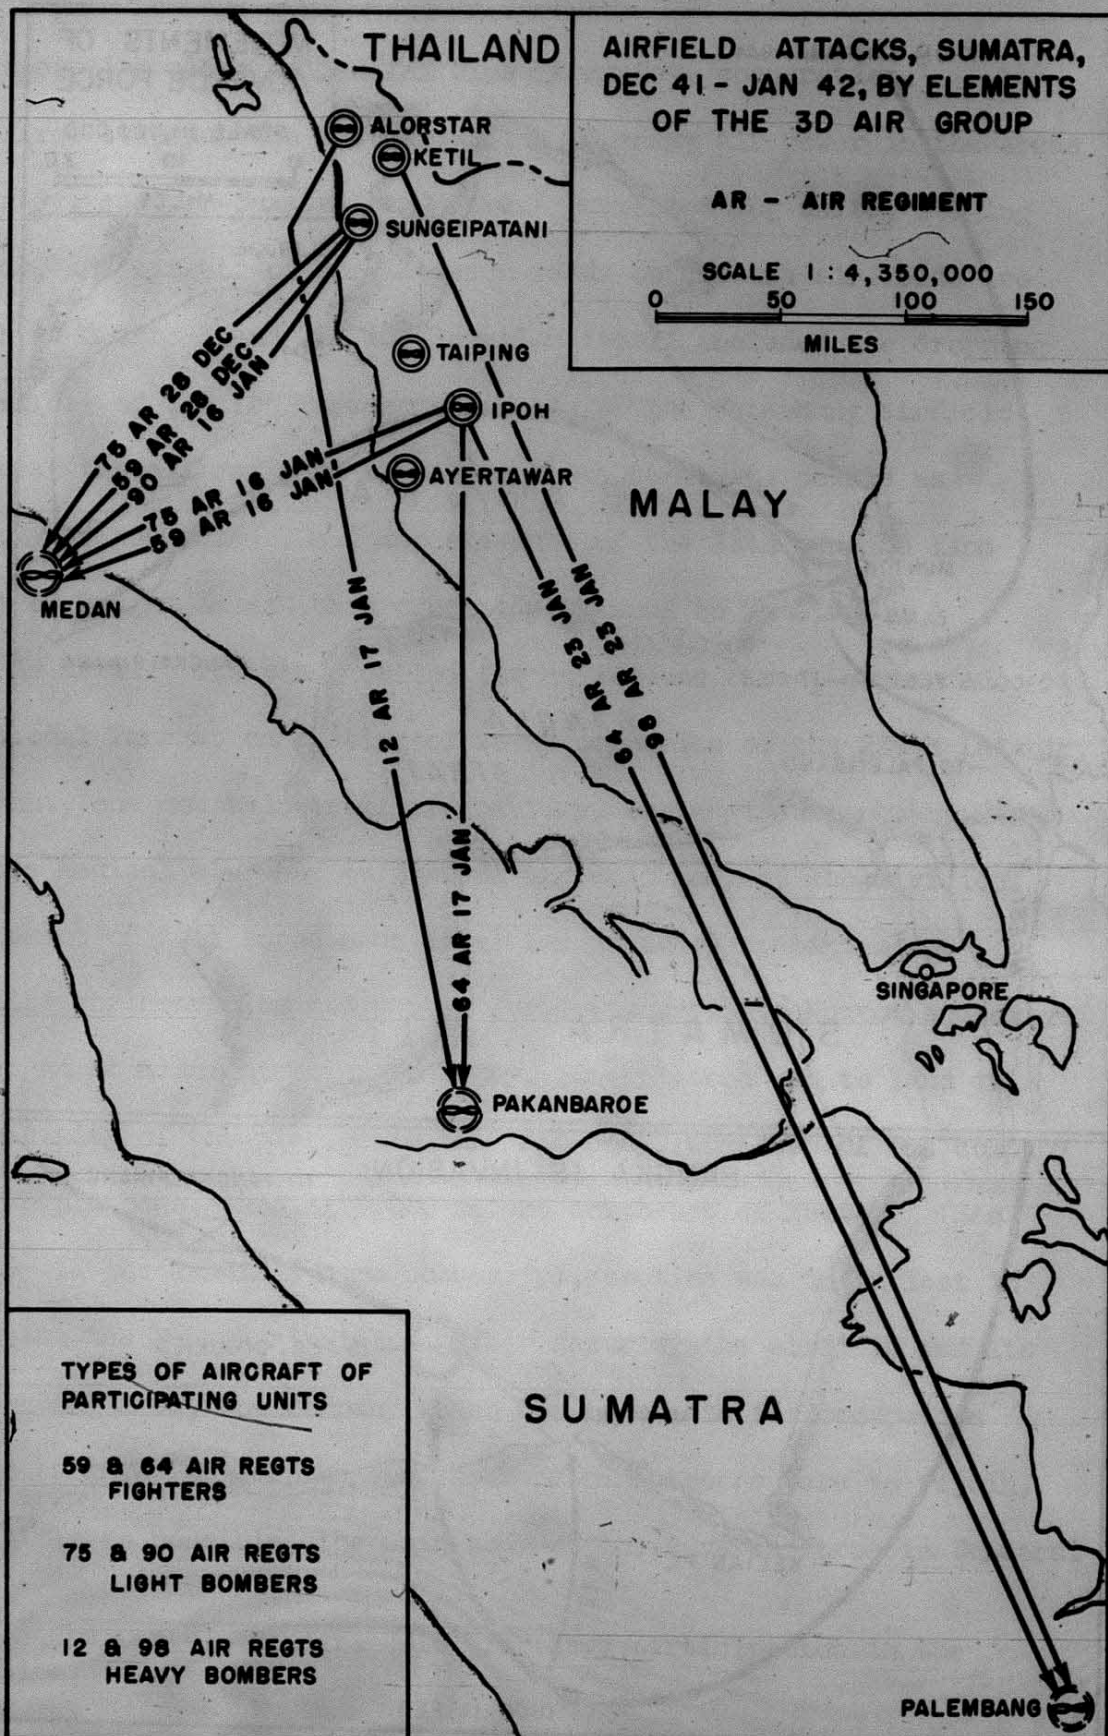 THAILAND
AIRFIELD ATTACKS, SUMATRA,
DEC 41 - JAN 42, BY ELEMENTS
OF THE 3D AIR GROUP
AR - AIR REGIMENT
SCALE 1 : 4,350,000
0 50 100 150
MILES
ALORSTAR
KETIL
SUNGEIPATANI
TAIPING
IPOH
AYERTAWAR
MALAY
75 AR 28 DEC
59 AR 28 DEC
90 AR 16 JAN
75 AR 16 JAN
59 AR 16 JAN
MEDAN
12 AR 17 JAN
64 AR 17 JAN
64 AR 23 JAN
98 AR 23 JAN
SINGAPORE
PAKANBAROE
SUMATRA
TYPES OF AIRCRAFT OF
PARTICIPATING UNITS
59 & 64 AIR REGTS
FIGHTERS
75 & 90 AIR REGTS
LIGHT BOMBERS
12 & 98 AIR REGTS
HEAVY BOMBERS
PALEMBANG